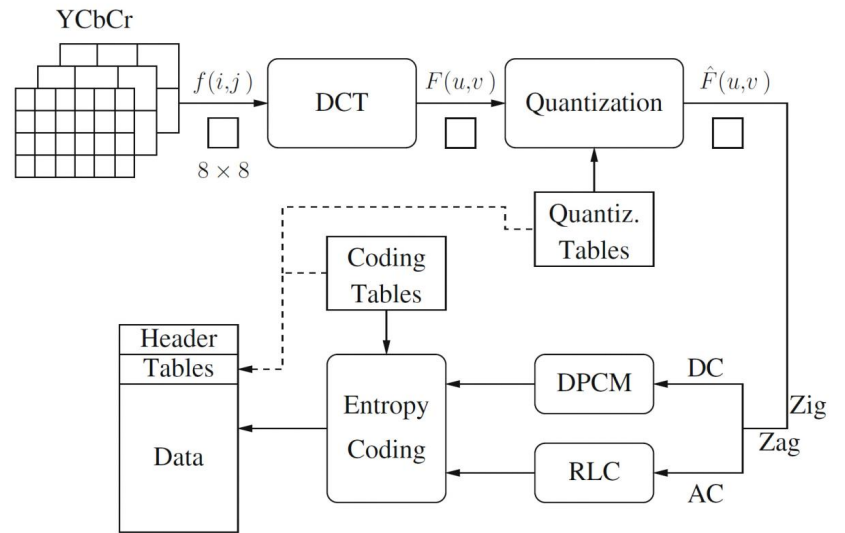 YCbCr
f(i,j)
8 × 8
DCT
F(u,v)
Quantization
F̂(u,v)
Quantiz.
Tables
Coding
Tables
Header
Tables
Data
Entropy
Coding
DPCM
DC
RLC
AC
Zig
Zag